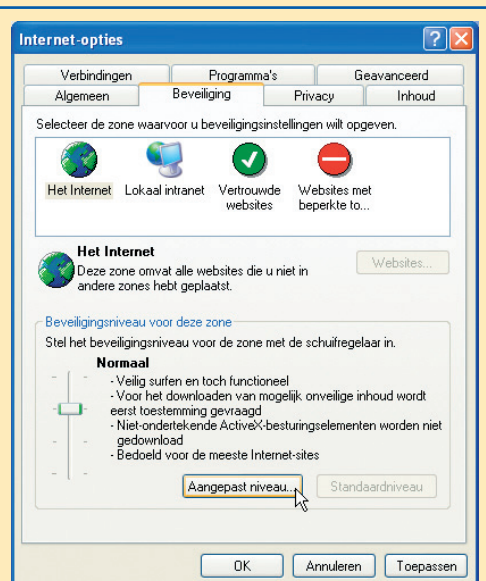 Internet-opties
Verbindingen Programma's Geavanceerd
Algemeen Beveiliging Privacy Inhoud
Selecteer de zone waarvoor u beveiligingsinstellingen wilt opgeven.
Het Internet Lokaal intranet Vertrouwde websites Websites met beperkte to...
Het Internet
Deze zone omvat alle websites die u niet in
andere zones hebt geplaatst.
Websites...
Beveiligingsniveau voor deze zone
Stel het beveiligingsniveau voor de zone met de schuifregelaar in.
Normaal
- Veilig surfen en toch functioneel
- Voor het downloaden van mogelijk onveilige inhoud wordt
eerst toestemming gevraagd
- Niet-ondertekende ActiveX-besturingselementen worden niet
gedownload
- Bedoeld voor de meeste Internet-sites
Aangepast niveau... Standaardniveau
OK Annuleren Toepassen